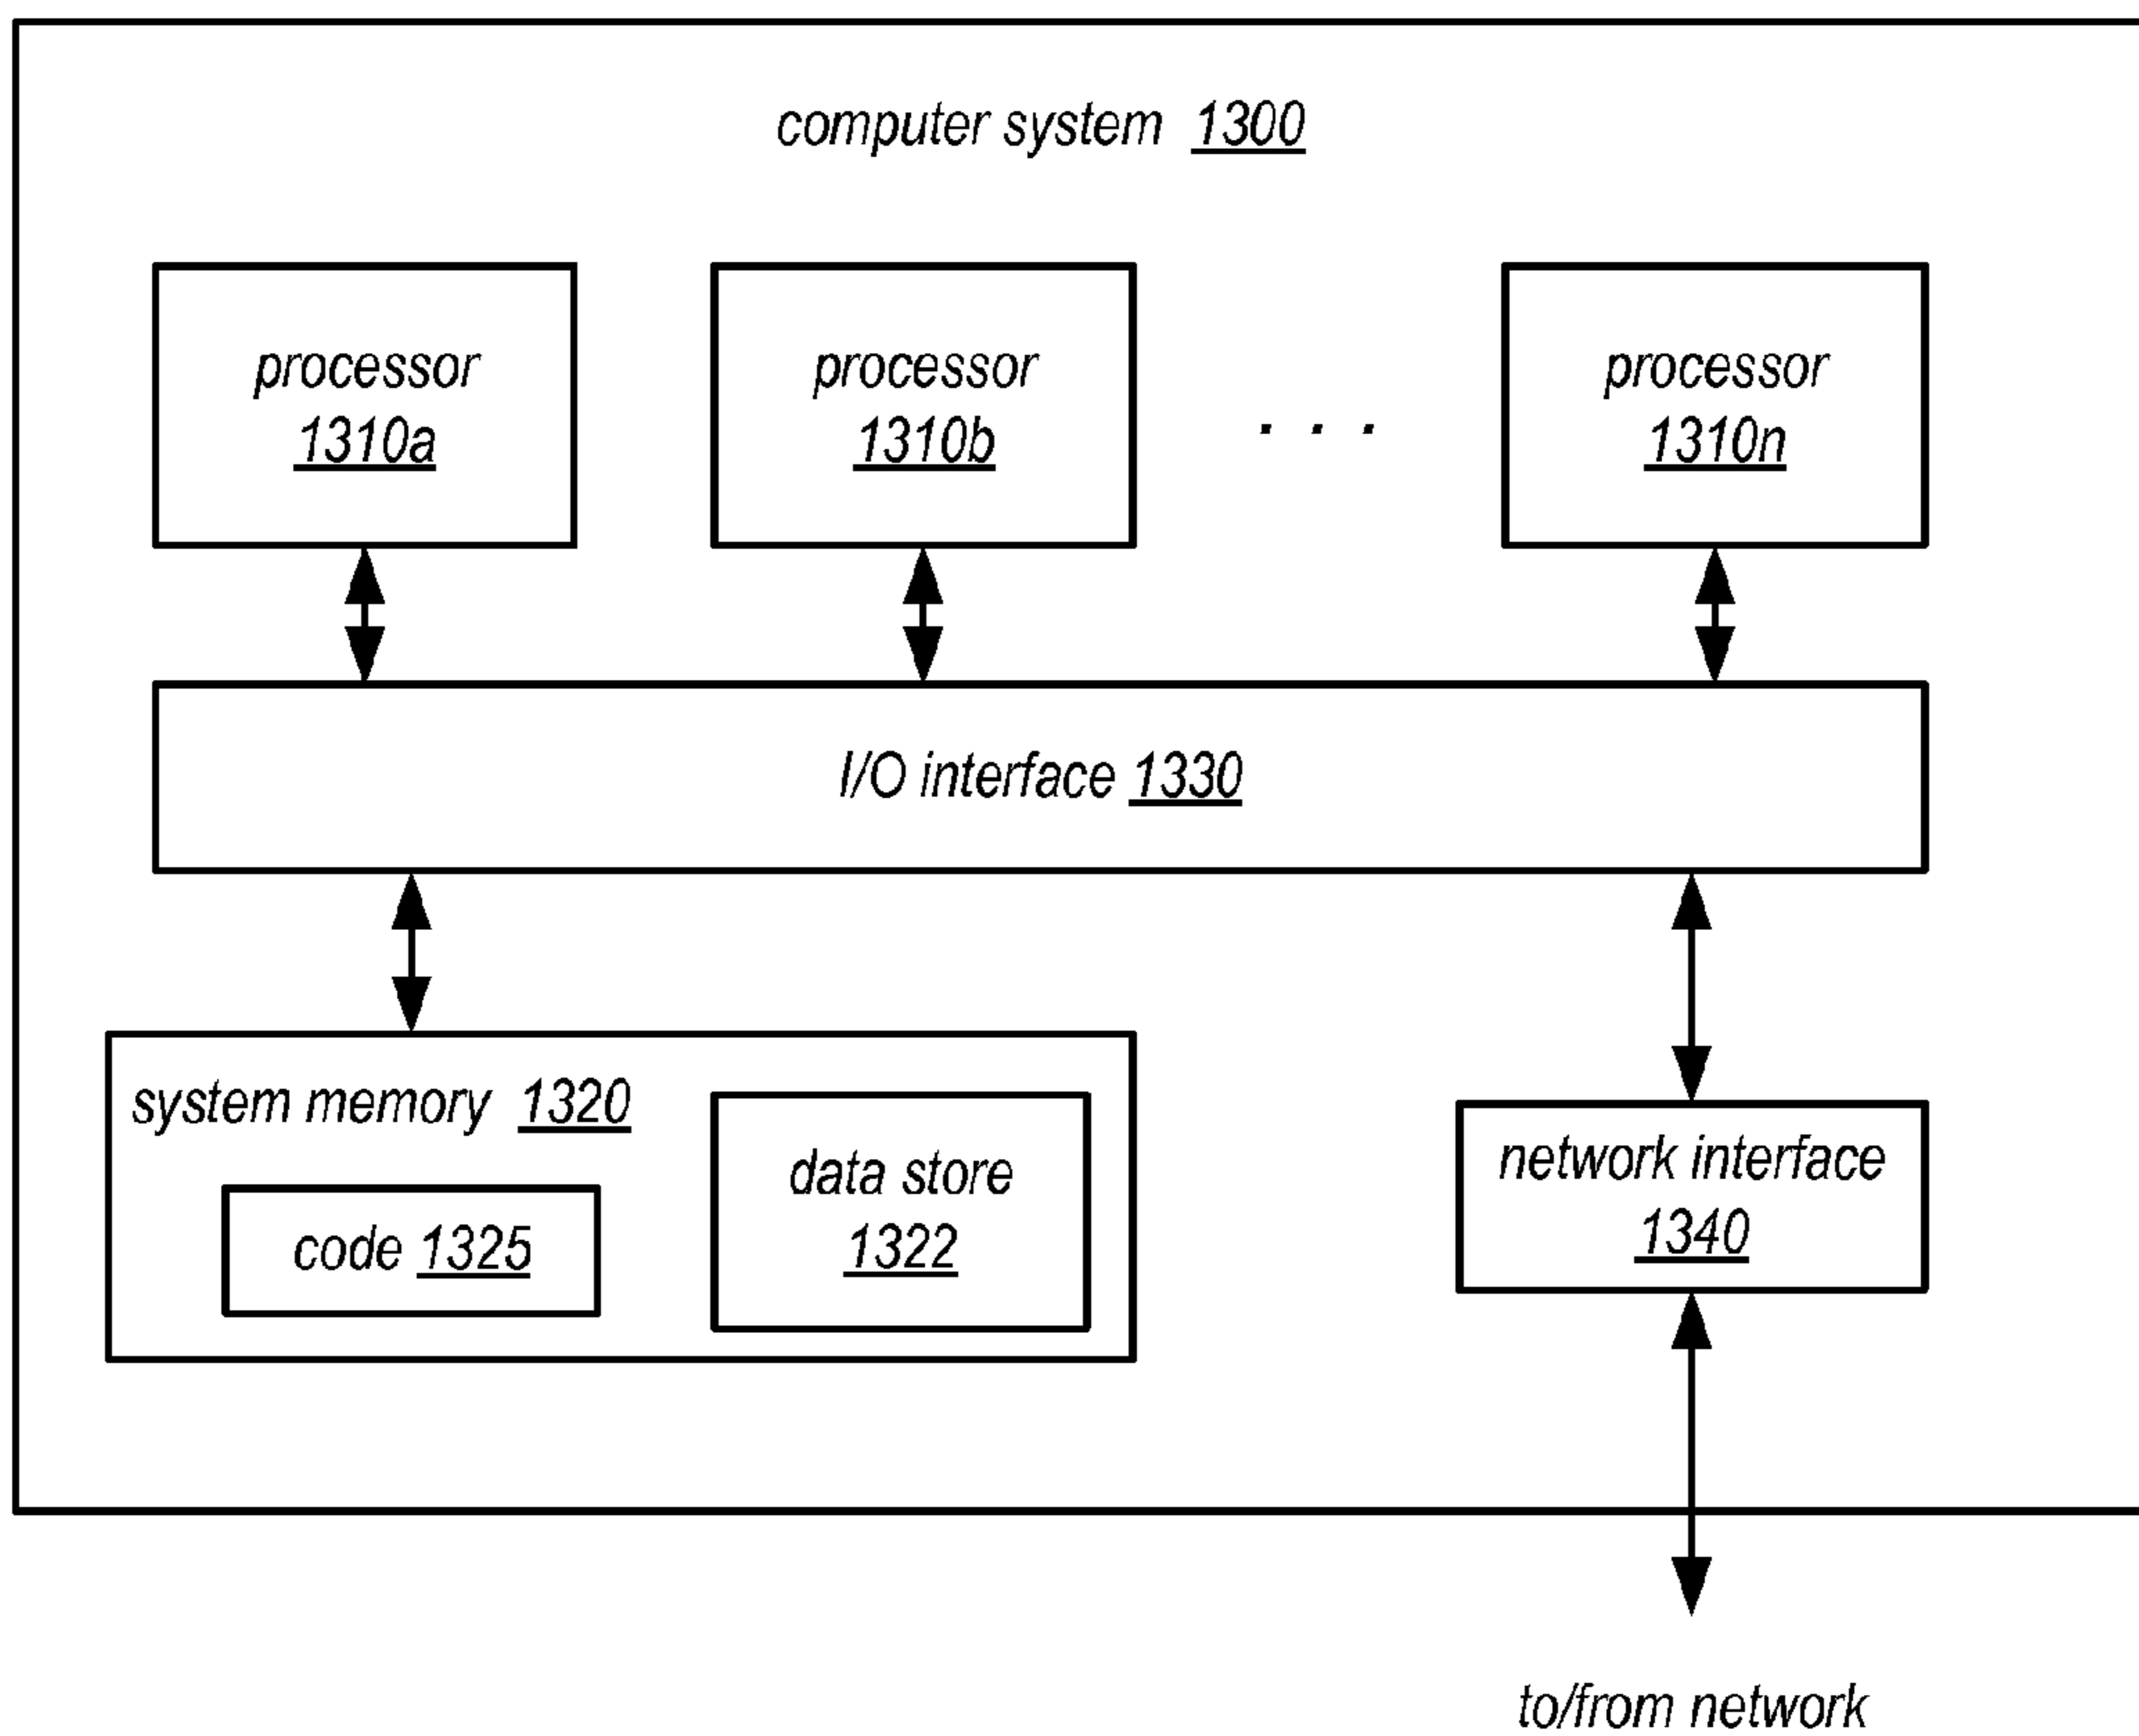 computer system 1300
processor
1310a
processor
1310b
. . .
processor
1310n
I/O interface 1330
system memory 1320
code 1325
data store
1322
network interface
1340
to/from network